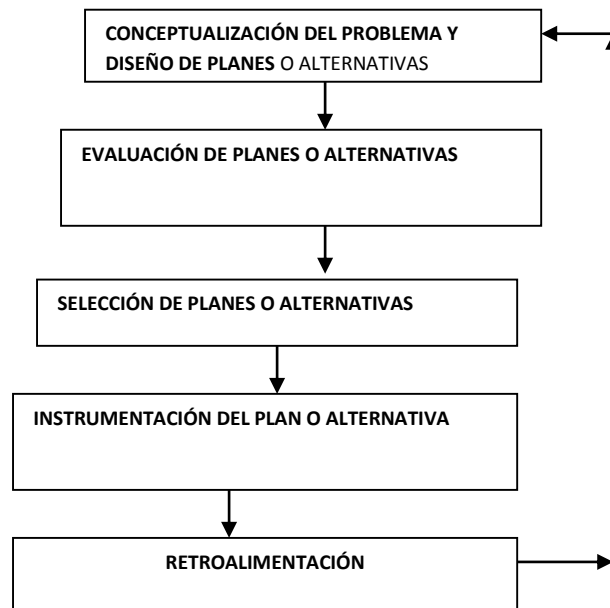 CONCEPTUALIZACIÓN DEL PROBLEMA Y
DISEÑO DE PLANES O ALTERNATIVAS
EVALUACIÓN DE PLANES O ALTERNATIVAS
SELECCIÓN DE PLANES O ALTERNATIVAS
INSTRUMENTACIÓN DEL PLAN O ALTERNATIVA
RETROALIMENTACIÓN